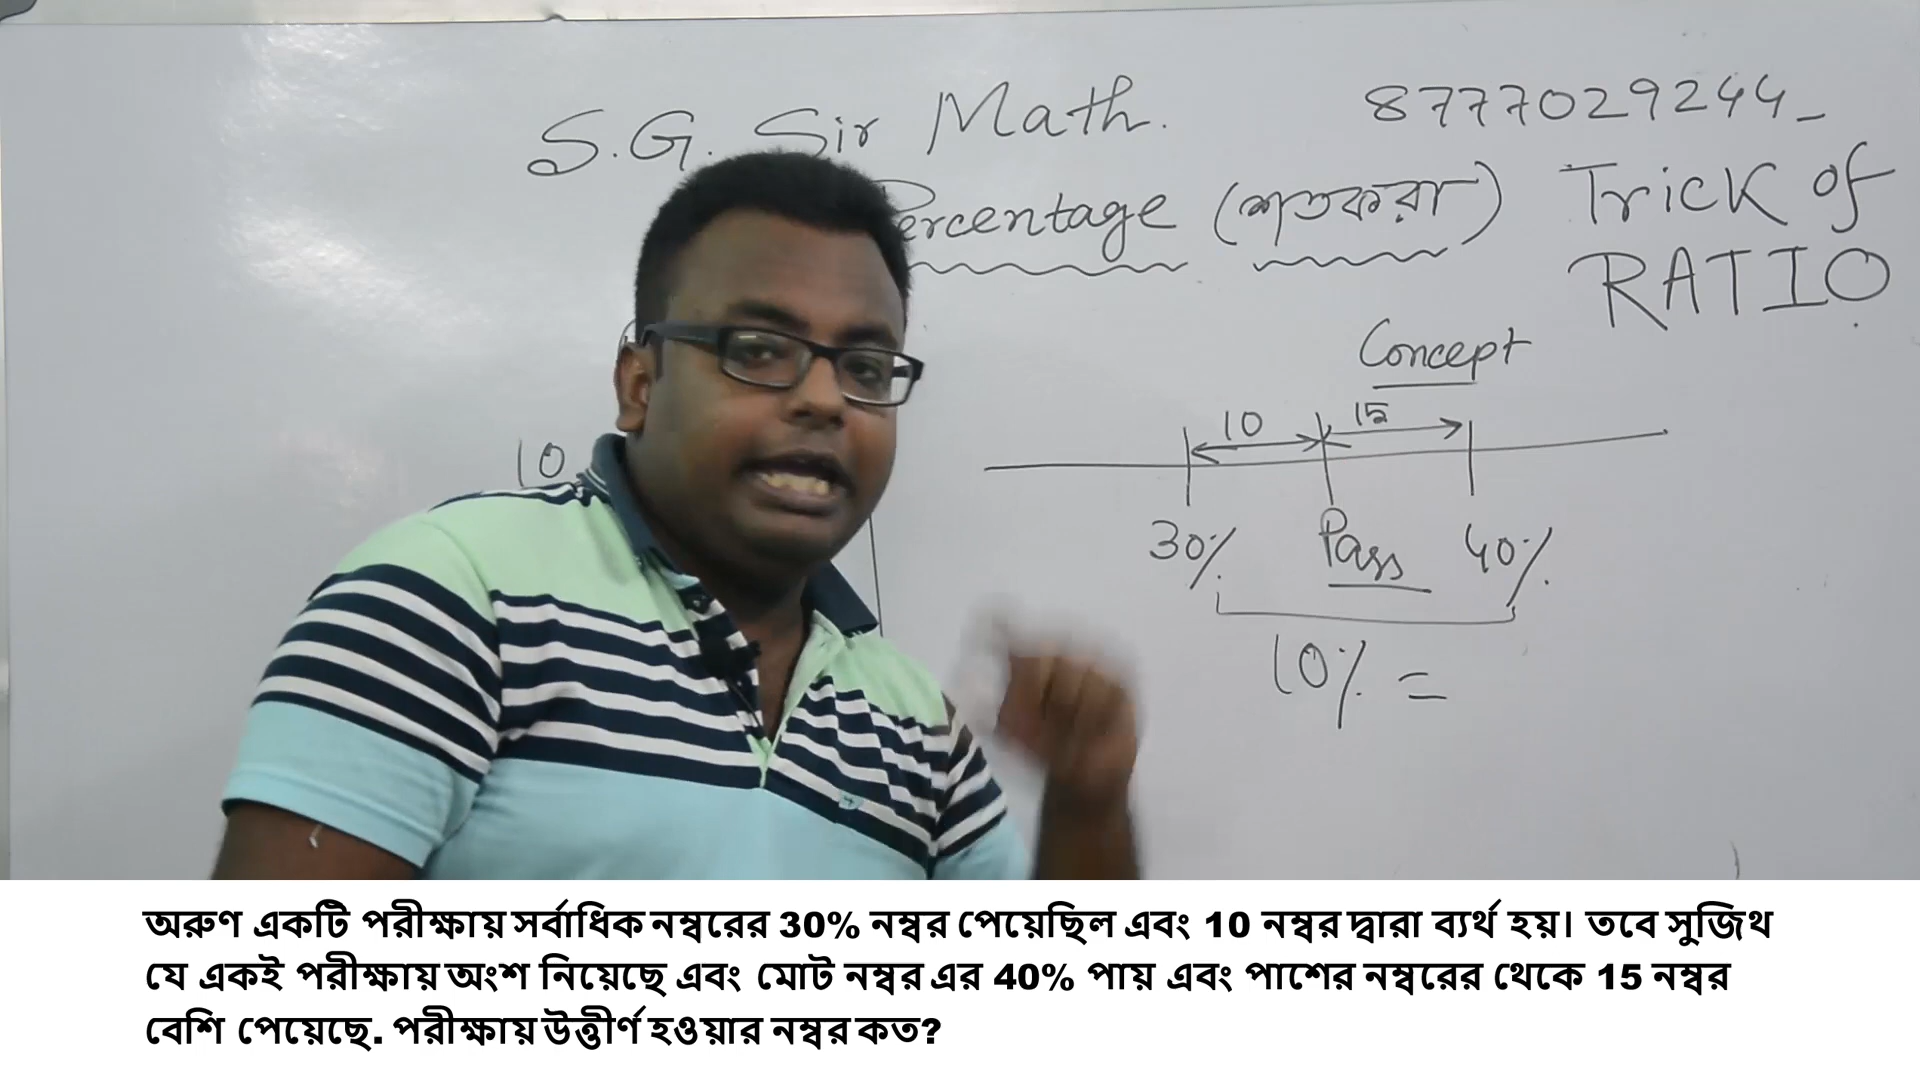 S.G. Sir Math.
8777029244
Percentage (শতকরা)
Trick of
RATIO
Concept
10 15
10
30% Pass 40%
10% =
অরুণ একটি পরীক্ষায় সর্বাধিক নম্বরের 30% নম্বর পেয়েছিল এবং 10 নম্বর দ্বারা ব্যর্থ হয়। তবে সুজিথ
যে একই পরীক্ষায় অংশ নিয়েছে এবং মোট নম্বর এর 40% পায় এবং পাশের নম্বরের থেকে 15 নম্বর
বেশি পেয়েছে. পরীক্ষায় উত্তীর্ণ হওয়ার নম্বর কত?